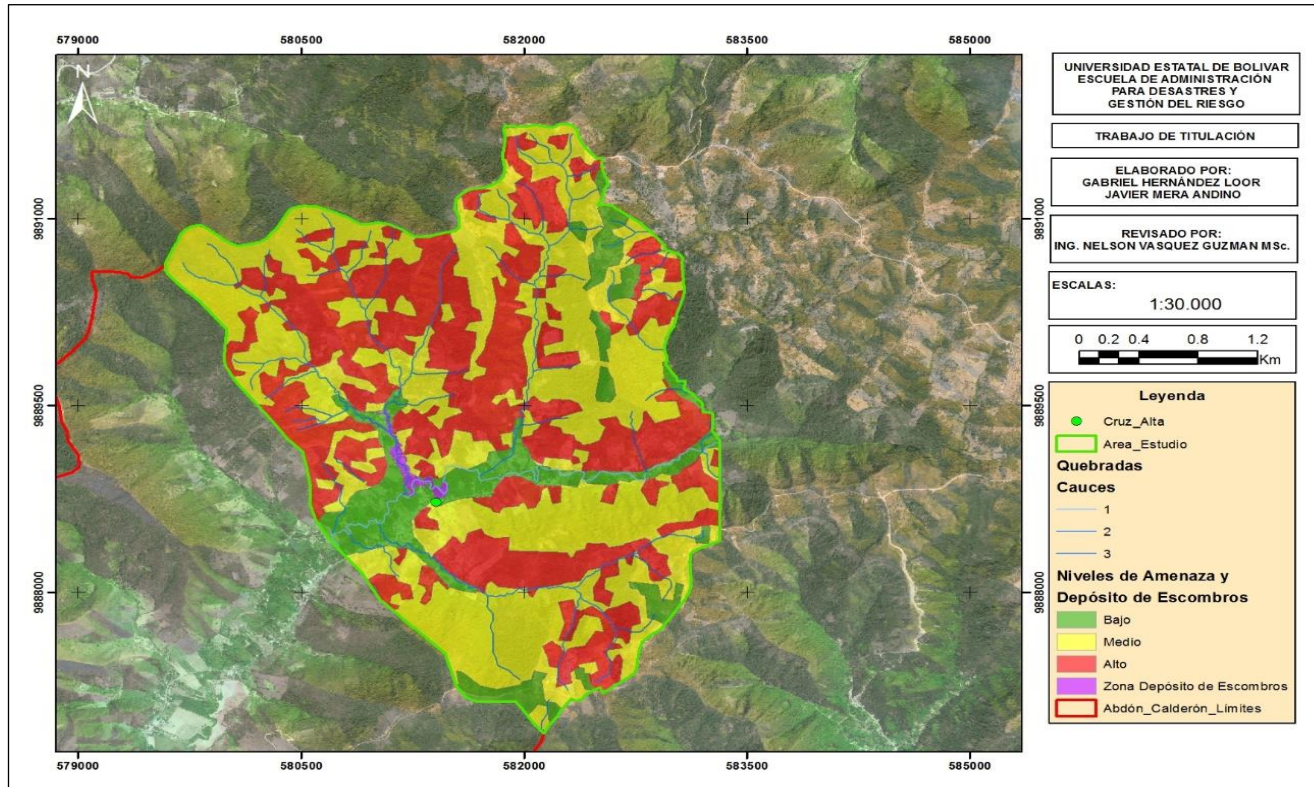 579000 580500 582000 583500 585000
N
9891000 9891000
9889500 9889500
9888000 9888000
579000 580500 582000 583500 585000
UNIVERSIDAD ESTATAL DE BOLIVAR
ESCUELA DE ADMINISTRACIÓN
PARA DESASTRES Y
GESTIÓN DEL RIESGO
TRABAJO DE TITULACIÓN
ELABORADO POR:
GABRIEL HERNÁNDEZ LOOR
JAVIER MERA ANDINO
REVISADO POR:
ING. NELSON VASQUEZ GUZMAN MSc.
ESCALAS:
1:30.000
0 0.2 0.4 0.8 1.2
Km
Leyenda
Cruz_Alta
Area_Estudio
Quebradas
Cauces
1
2
3
Niveles de Amenaza y
Depósito de Escombros
Bajo
Medio
Alto
Zona Depósito de Escombros
Abdón_Calderón_Límites